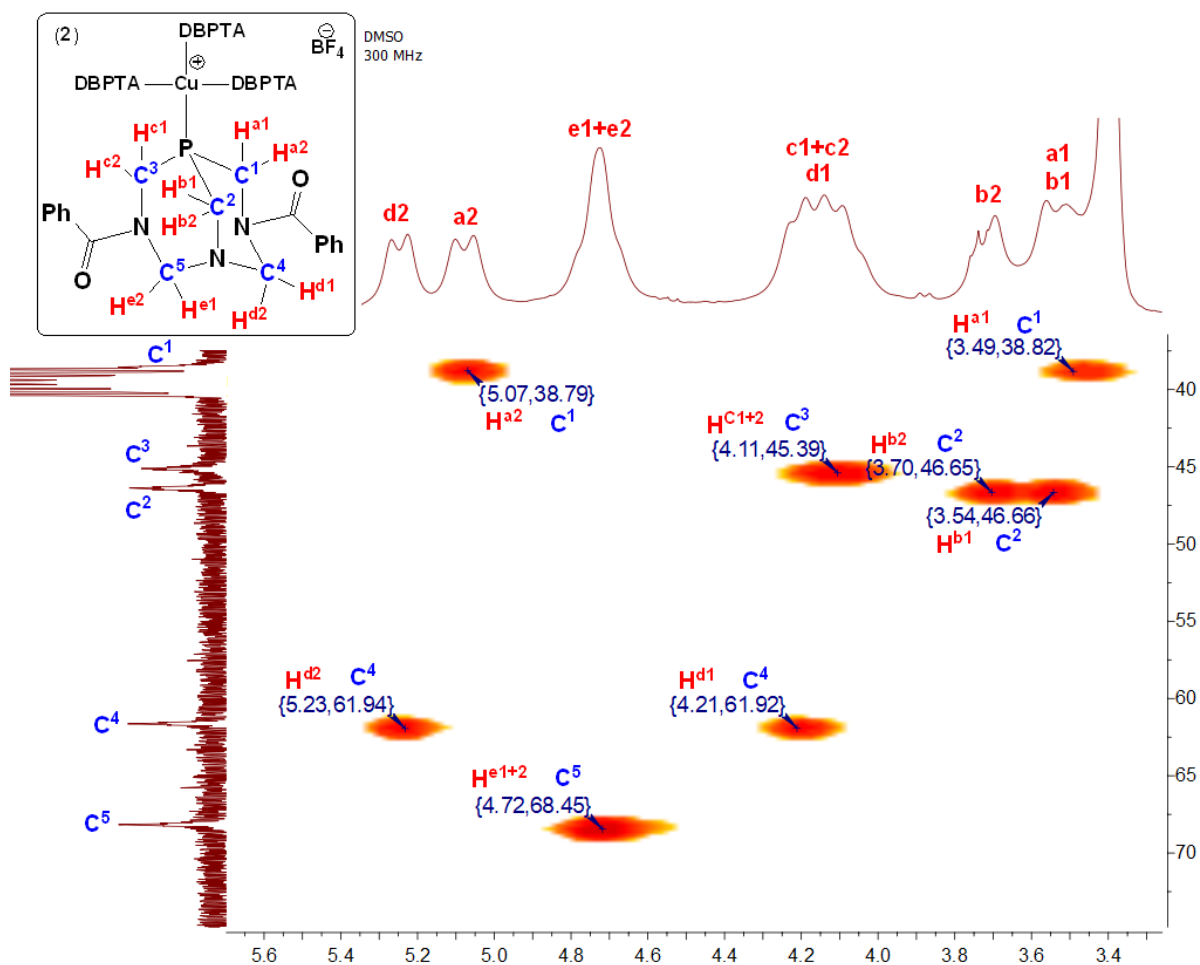 (2)
DBPTA
⊖
BF4
DMSO
300 MHz
⊕
DBPTA Cu DBPTA
Hc1
Ha1
Hc2
P
Ha2
C3
C1
Hb1
O
C2
Ph
Hb2
N
N
Ph
N
O
C5
C4
He2
Hd1
He1
Hd2
d2
a2
e1+e2
c1+c2
d1
b2
a1
b1
C1
Ha1 C1
{3.49,38.82}
{5.07,38.79}
Ha2 C1
HC1+2 C3
{4.11,45.39}
Hb2 C2
{3.70,46.65}
{3.54,46.66}
Hb1 C2
C3
C2
Hd2 C4
{5.23,61.94}
Hd1 C4
{4.21,61.92}
C4
He1+2 C5
{4.72,68.45}
C5
40
45
50
55
60
65
70
5.6 5.4 5.2 5.0 4.8 4.6 4.4 4.2 4.0 3.8 3.6 3.4